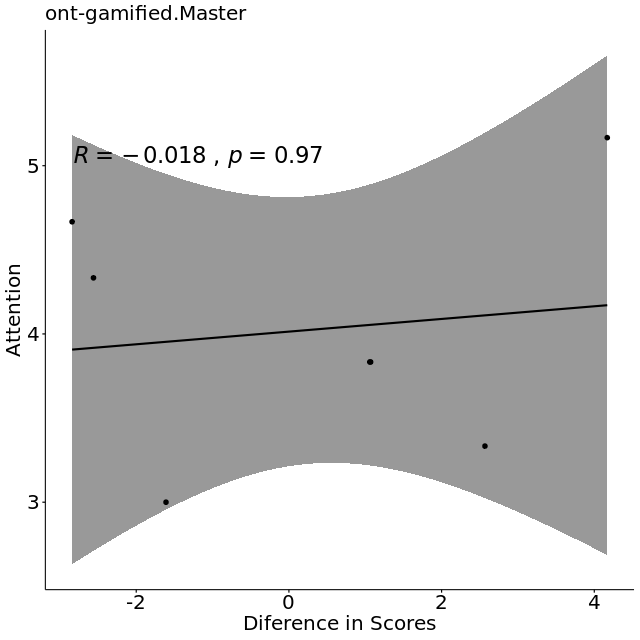 ont-gamified.Master
R = −0.018 , p = 0.97
5
4
3
Attention
-2 0 2 4
Diference in Scores